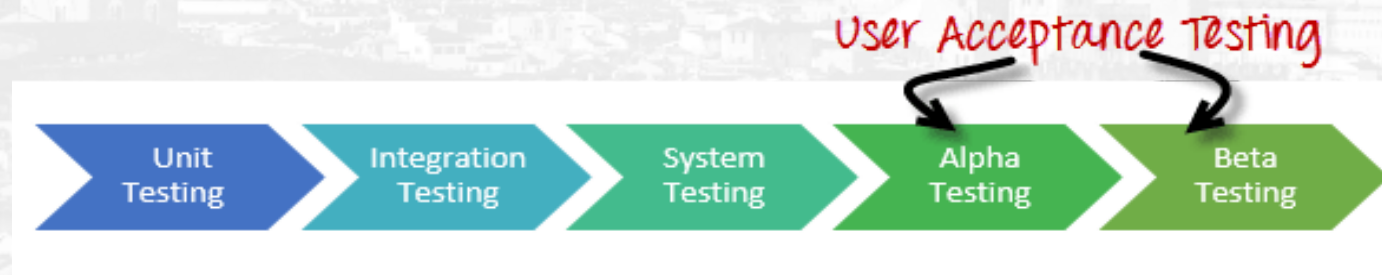 User Acceptance Testing
Unit
Testing
Integration
Testing
System
Testing
Alpha
Testing
Beta
Testing